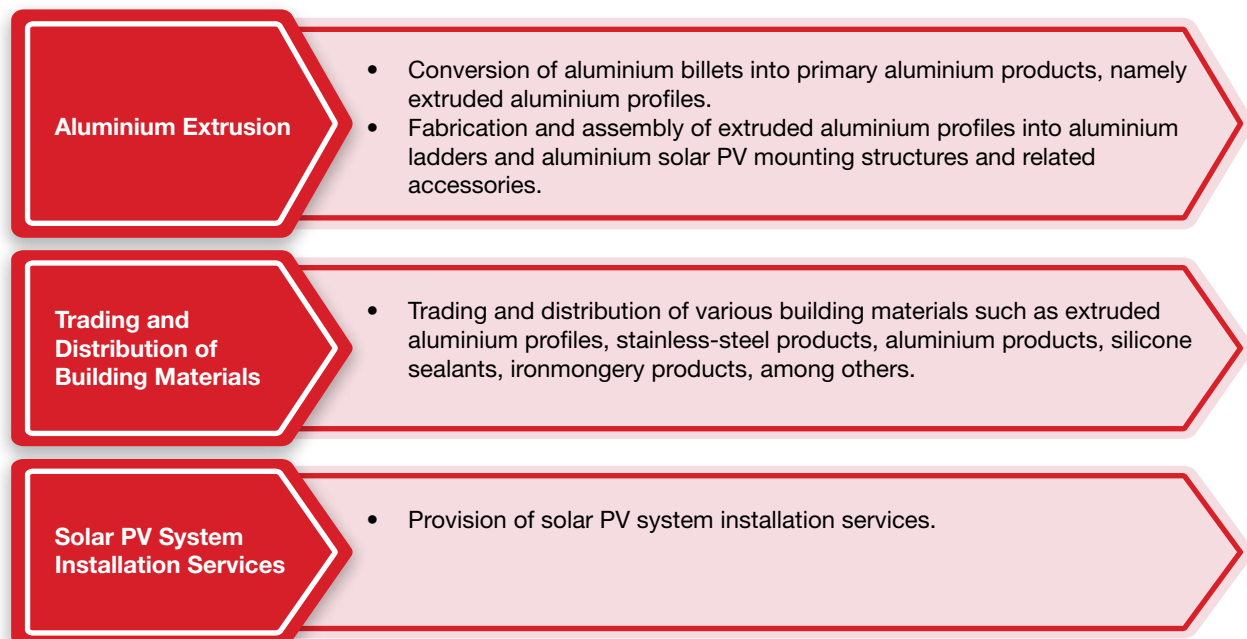 Aluminium Extrusion
• Conversion of aluminium billets into primary aluminium products, namely
extruded aluminium profiles.
• Fabrication and assembly of extruded aluminium profiles into aluminium
ladders and aluminium solar PV mounting structures and related
accessories.
Trading and
Distribution of
Building Materials
• Trading and distribution of various building materials such as extruded
aluminium profiles, stainless-steel products, aluminium products, silicone
sealants, ironmongery products, among others.
Solar PV System
Installation Services
• Provision of solar PV system installation services.